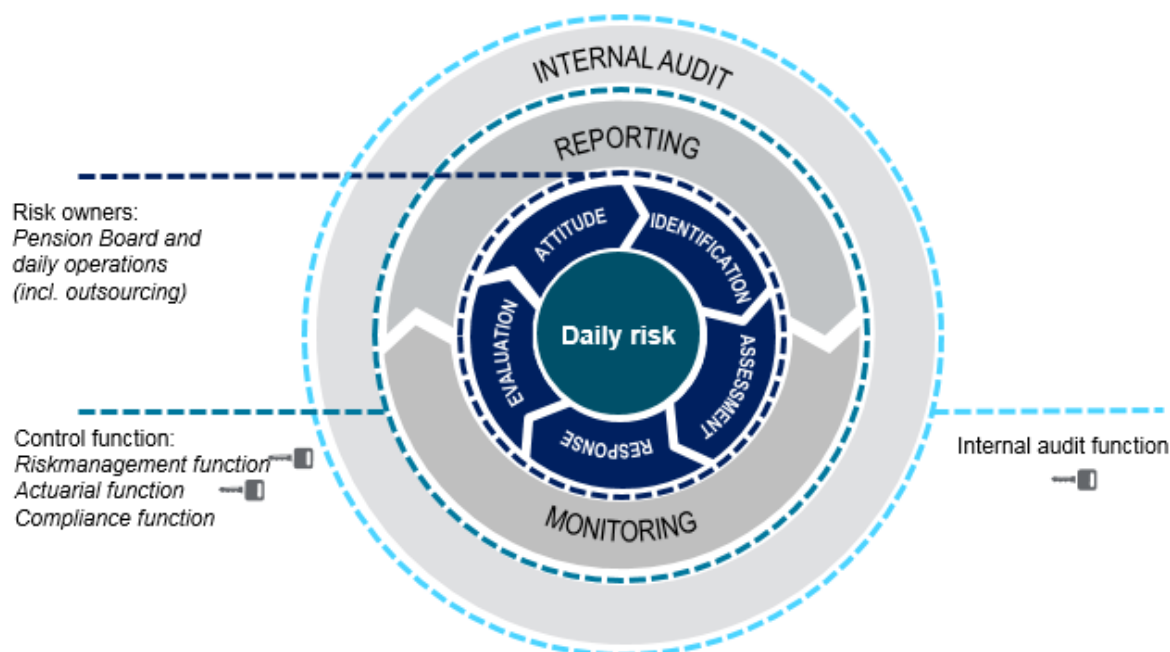 INTERNAL AUDIT
REPORTING
ATTITUDE
IDENTIFICATION
ASSESSMENT
RESPONSE
EVALUATION
Daily risk
MONITORING
Risk owners:
Pension Board and
daily operations
(incl. outsourcing)
Control function:
Riskmanagement function
Actuarial function
Compliance function
Internal audit function